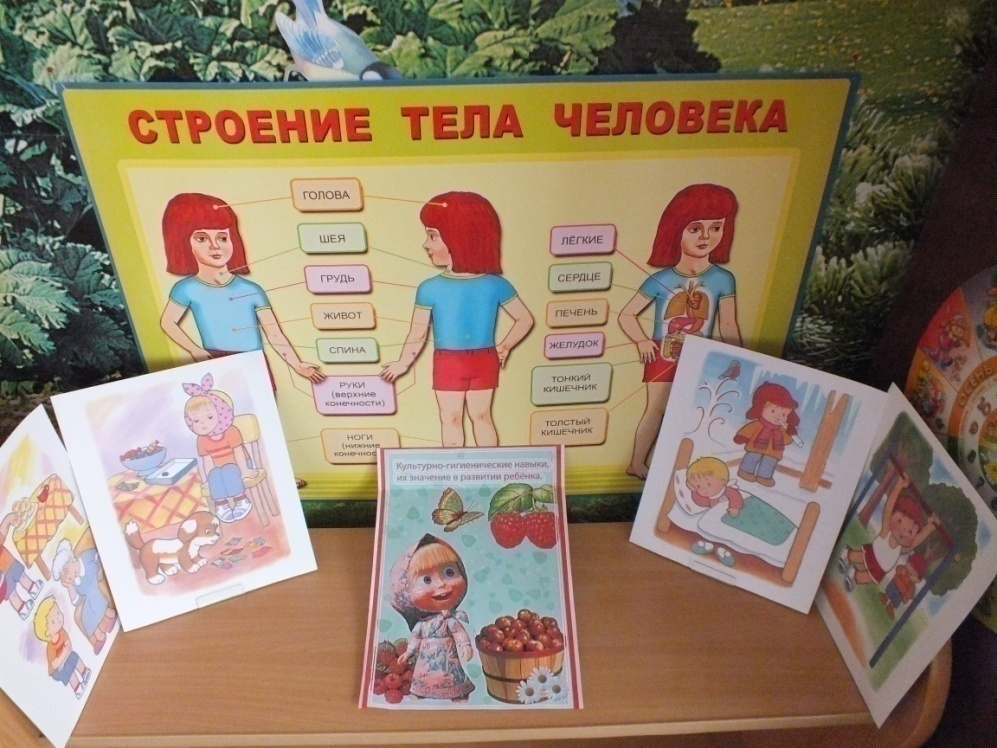 СТРОЕНИЕ ТЕЛА ЧЕЛОВЕКА
ГОЛОВА
ШЕЯ
ГРУДЬ
ЖИВОТ
СПИНА
РУКИ
(верхние
конечности)
НОГИ
(нижние
конечнос
ЛЁГКИЕ
СЕРДЦЕ
ПЕЧЕНЬ
ЖЕЛУДОК
ТОНКИЙ
КИШЕЧНИК
ТОЛСТЫЙ
КИШЕЧНИК
Культурно-гигиенические навыки,
их значение в развитии ребёнка.